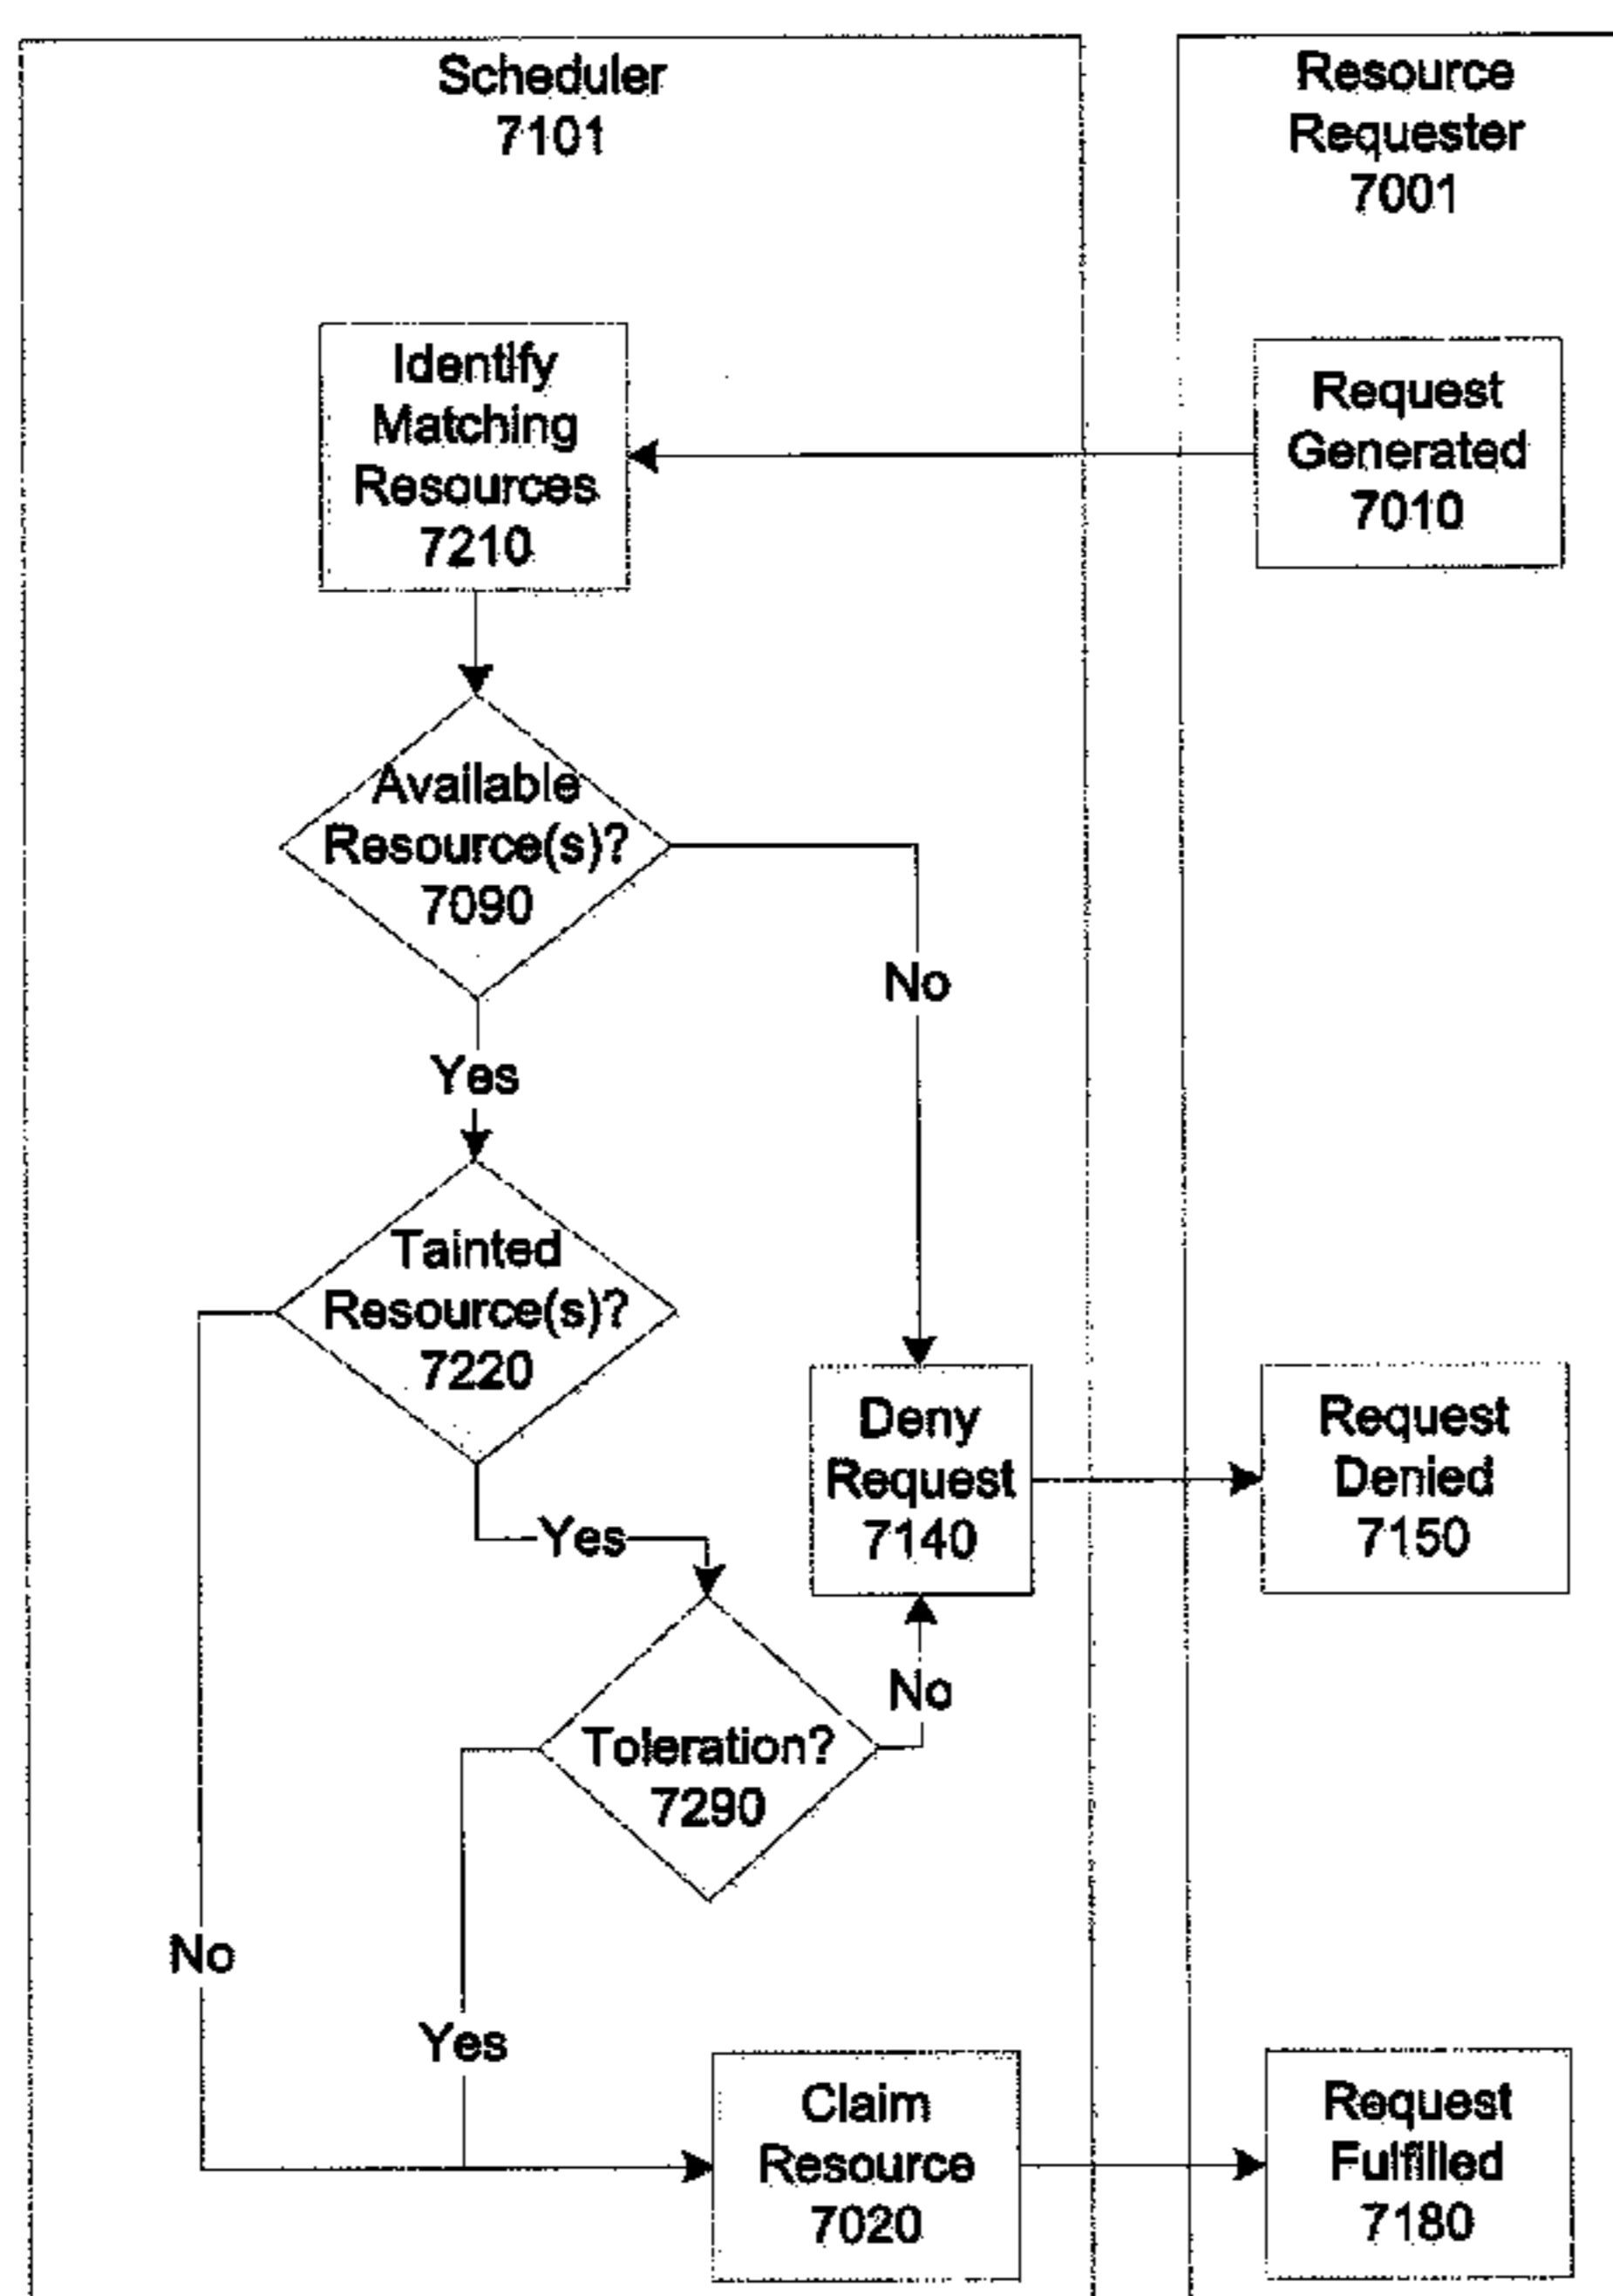 Scheduler
7101
Resource
Requester
7001
Identify
Matching
Resources
7210
Request
Generated
7010
Available
Resource(s)?
7090
No
Yes
Tainted
Resource(s)?
7220
Deny
Request
7140
Request
Denied
7150
Yes
No
Toleration?
7290
No
Yes
Claim
Resource
7020
Request
Fulfilled
7180